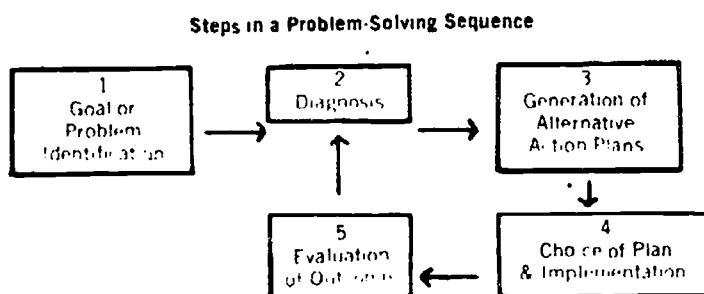 Steps in a Problem-Solving Sequence
1
Goal or
Problem
Identification
2
Diagnosis
3
Generation of
Alternative
Action Plans
4
Choice of Plan
& Implementation
5
Evaluation
of Outcomes